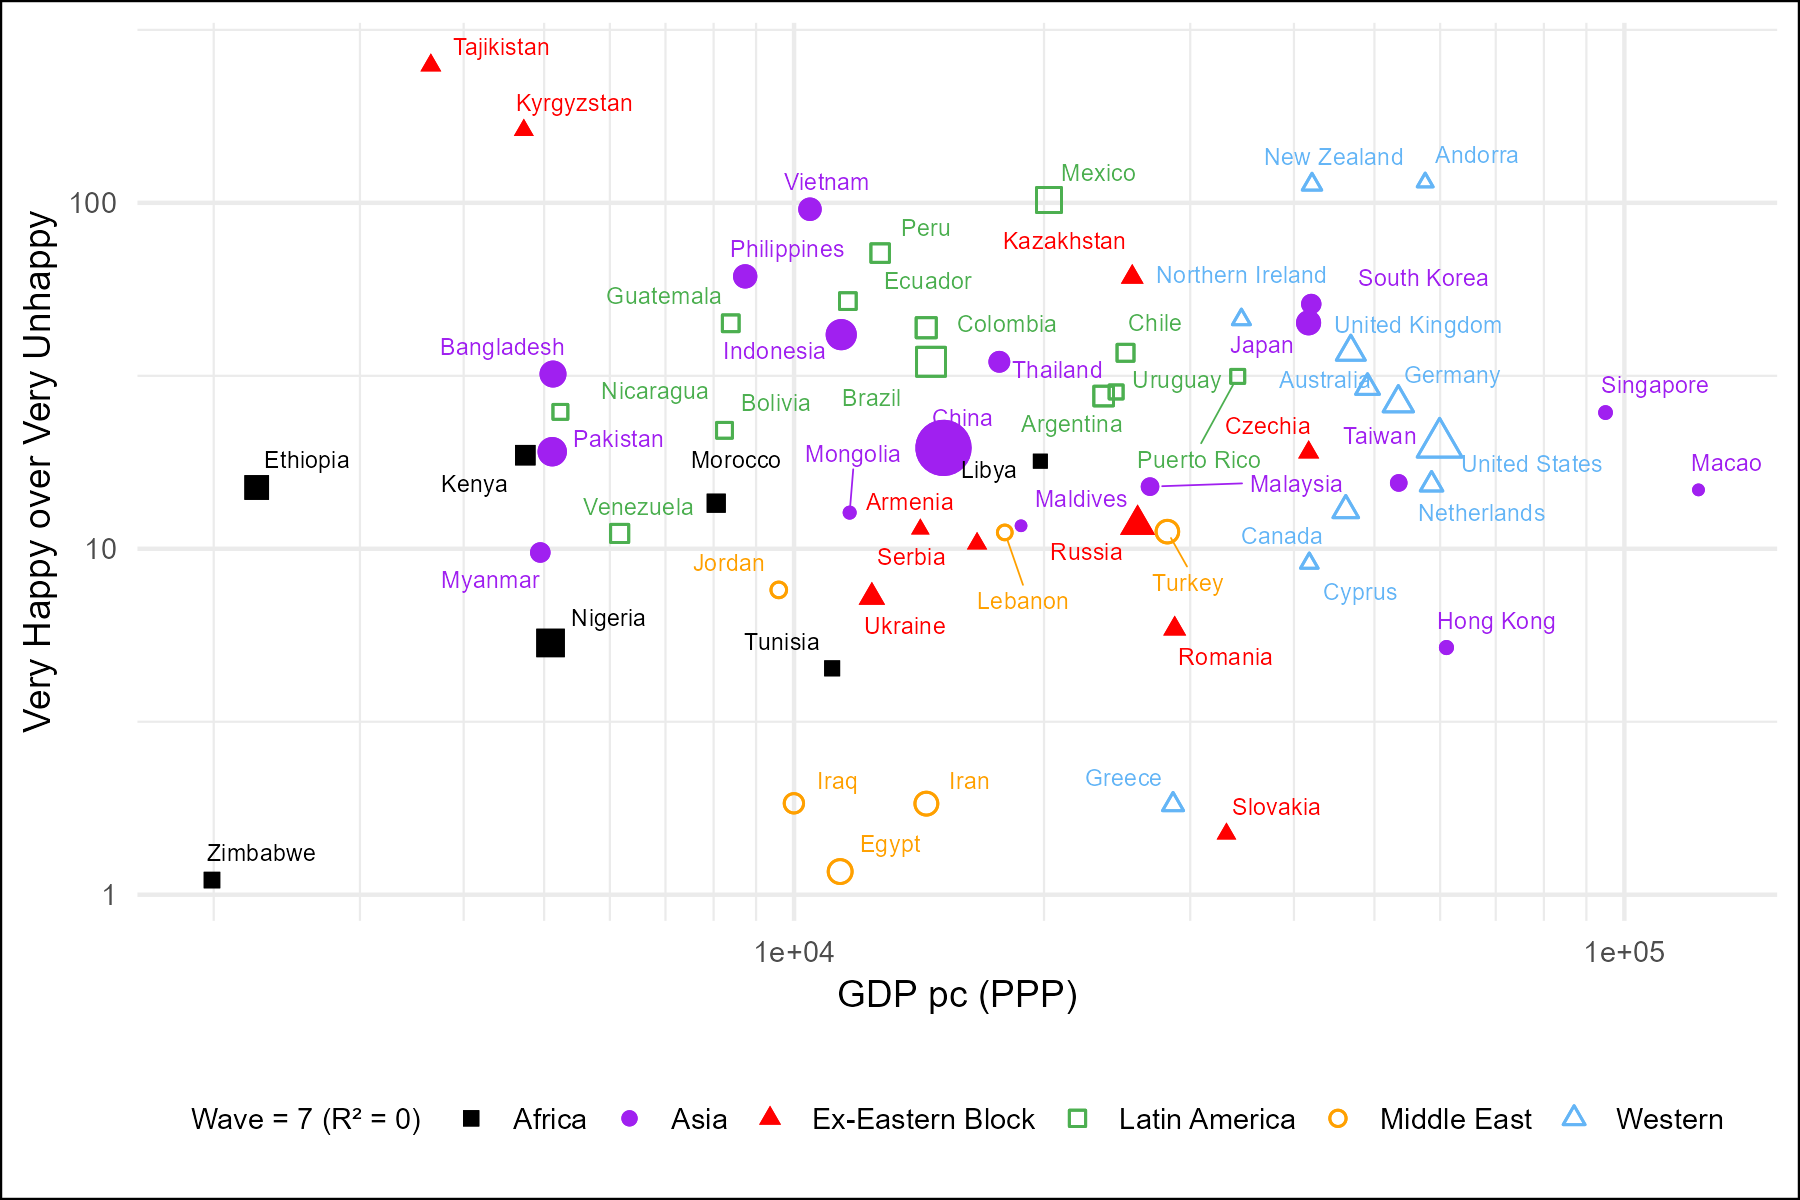 Tajikistan
Kyrgyzstan
New Zealand
Andorra
Mexico
Vietnam
100
Peru
Kazakhstan
Philippines
Northern Ireland
South Korea
Ecuador
Guatemala
Colombia
Chile
United Kingdom
Japan
Bangladesh
Indonesia
Thailand
Germany
Uruguay
Australia
Singapore
Nicaragua
Brazil
Bolivia
China
Argentina
Czechia
Taiwan
Pakistan
Mongolia
Ethiopia
Morocco
Puerto Rico
United States
Macao
Libya
Kenya
Malaysia
Maldives
Armenia
Venezuela
Netherlands
Canada
10
Russia
Serbia
Jordan
Myanmar
Turkey
Cyprus
Lebanon
Nigeria
Hong Kong
Ukraine
Tunisia
Romania
Greece
Iraq
Iran
Slovakia
Egypt
Zimbabwe
1
Very Happy over Very Unhappy
1e+04
1e+05
GDP pc (PPP)
Wave = 7 (R² = 0) Africa Asia Ex-Eastern Block Latin America Middle East Western